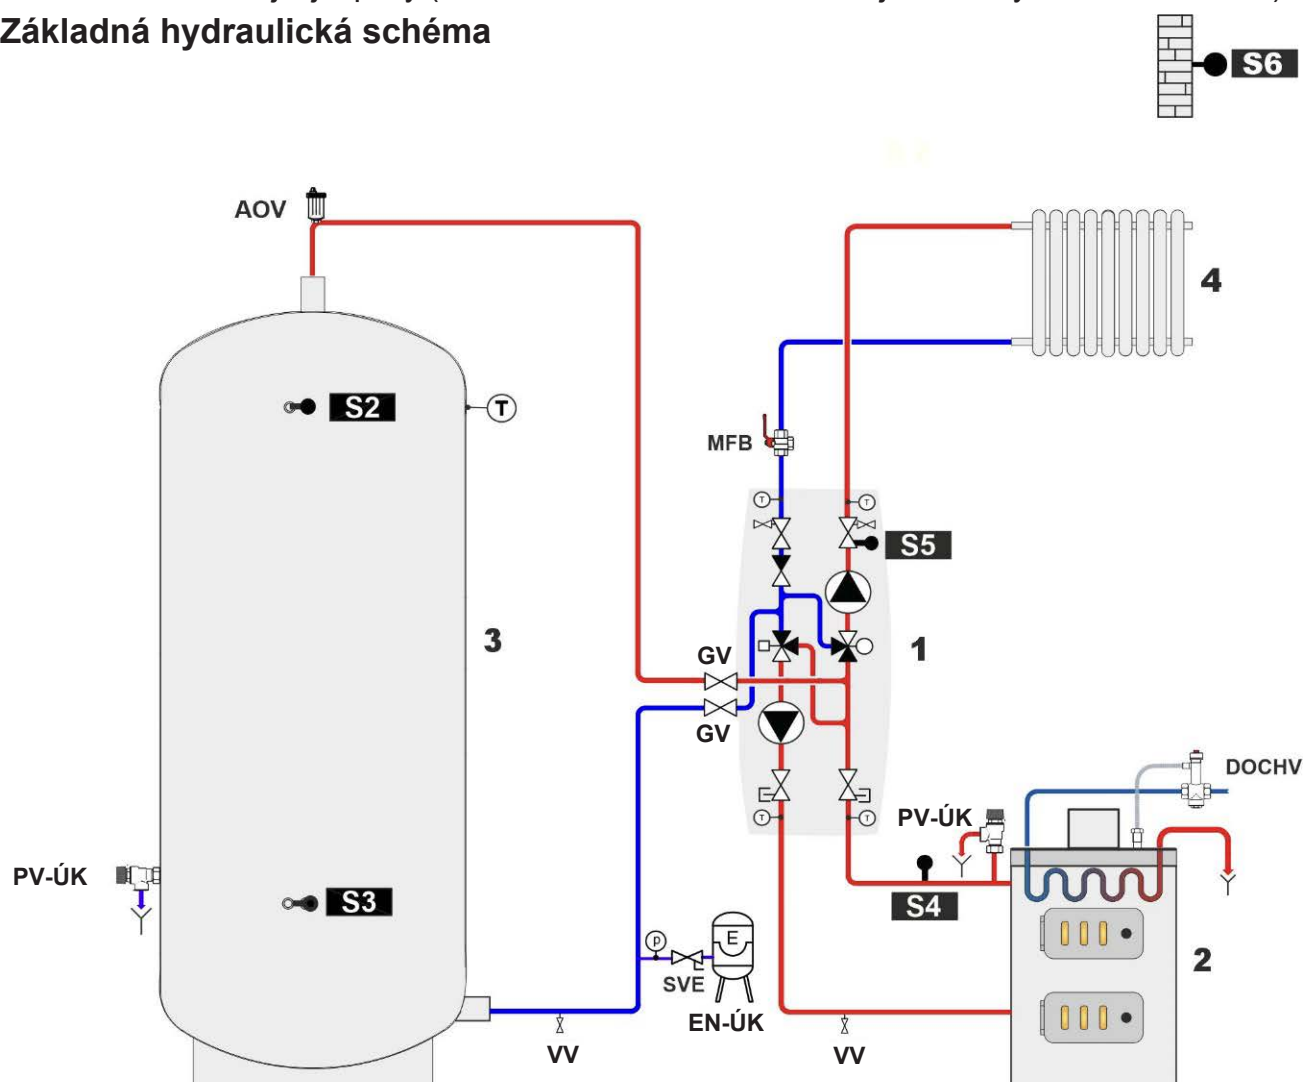 Základná hydraulická schéma
S6
AOV
4
S2
T
MFB
T
T
S5
3
1
GV
GV
DOCHV
T
T
PV-ÚK
PV-ÚK
S3
S4
p
E
2
SVE
EN-ÚK
VV
VV